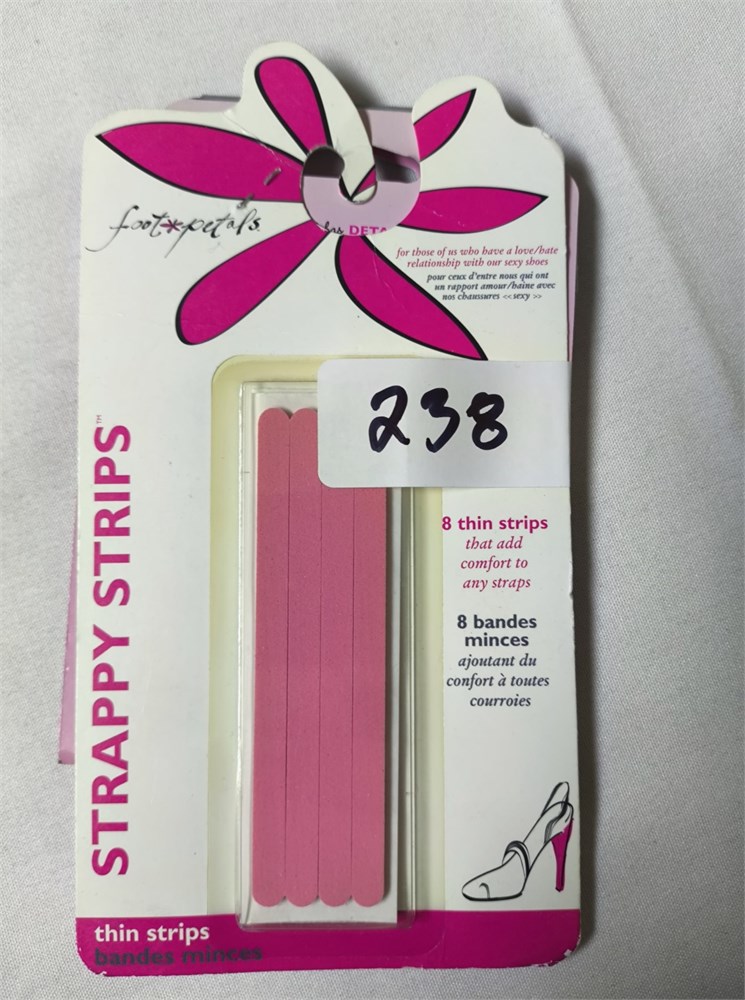 foot*petals
DETA
for those of us who have a love/hate
relationship with our sexy shoes
pour ceux d'entre nous qui ont
un rapport amour/haine avec
nos chaussures <<sexy >>
238
STRAPPY STRIPS™
8 thin strips
that add
comfort to
any straps
8 bandes
minces
ajoutant du
confort à toutes
courroies
thin strips
bandes minces